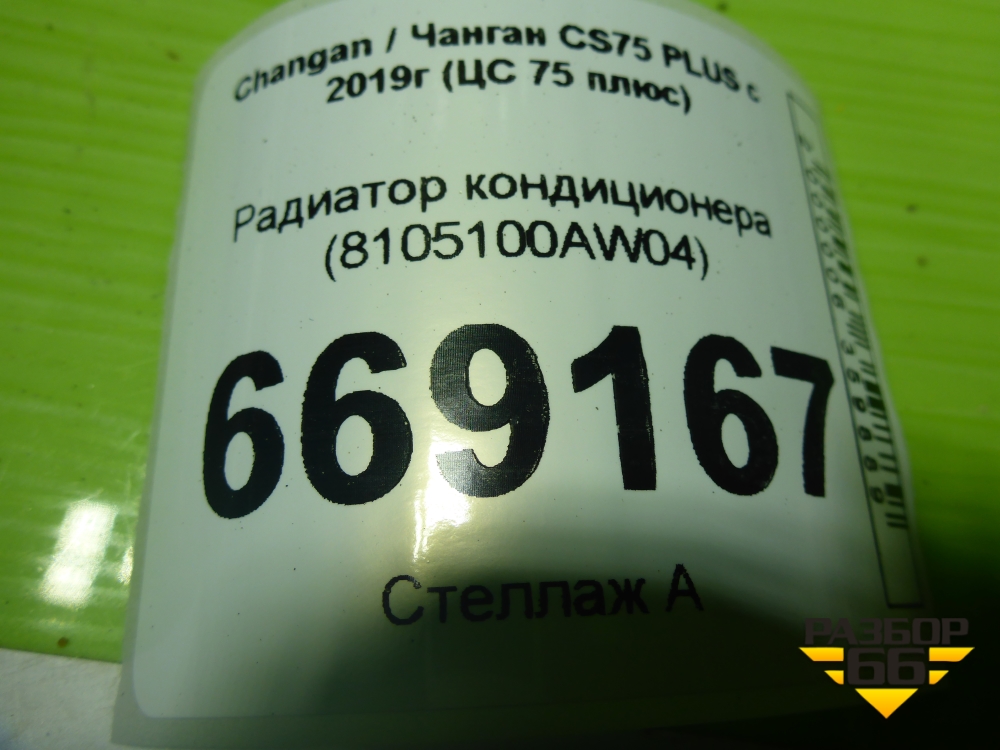 Changan / Чанган CS75 PLUS с
2019г (ЦС 75 плюс)
Радиатор кондиционера
(8105100AW04)
669167
Стеллаж А
РАЗБОР
66